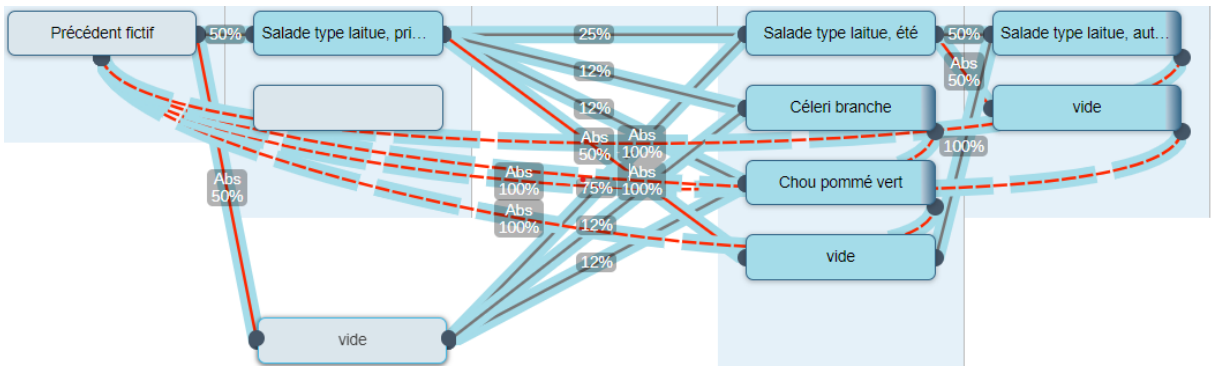 Précédent fictif
50%
Salade type laitue, pri...
25%
Salade type laitue, été
50%
Salade type laitue, aut...
Abs
50%
12%
Céleri branche
vide
12%
Abs
50%
Abs
100%
100%
Abs
50%
Abs
100%
75%
Abs
100%
Chou pommé vert
Abs
100%
12%
vide
12%
vide